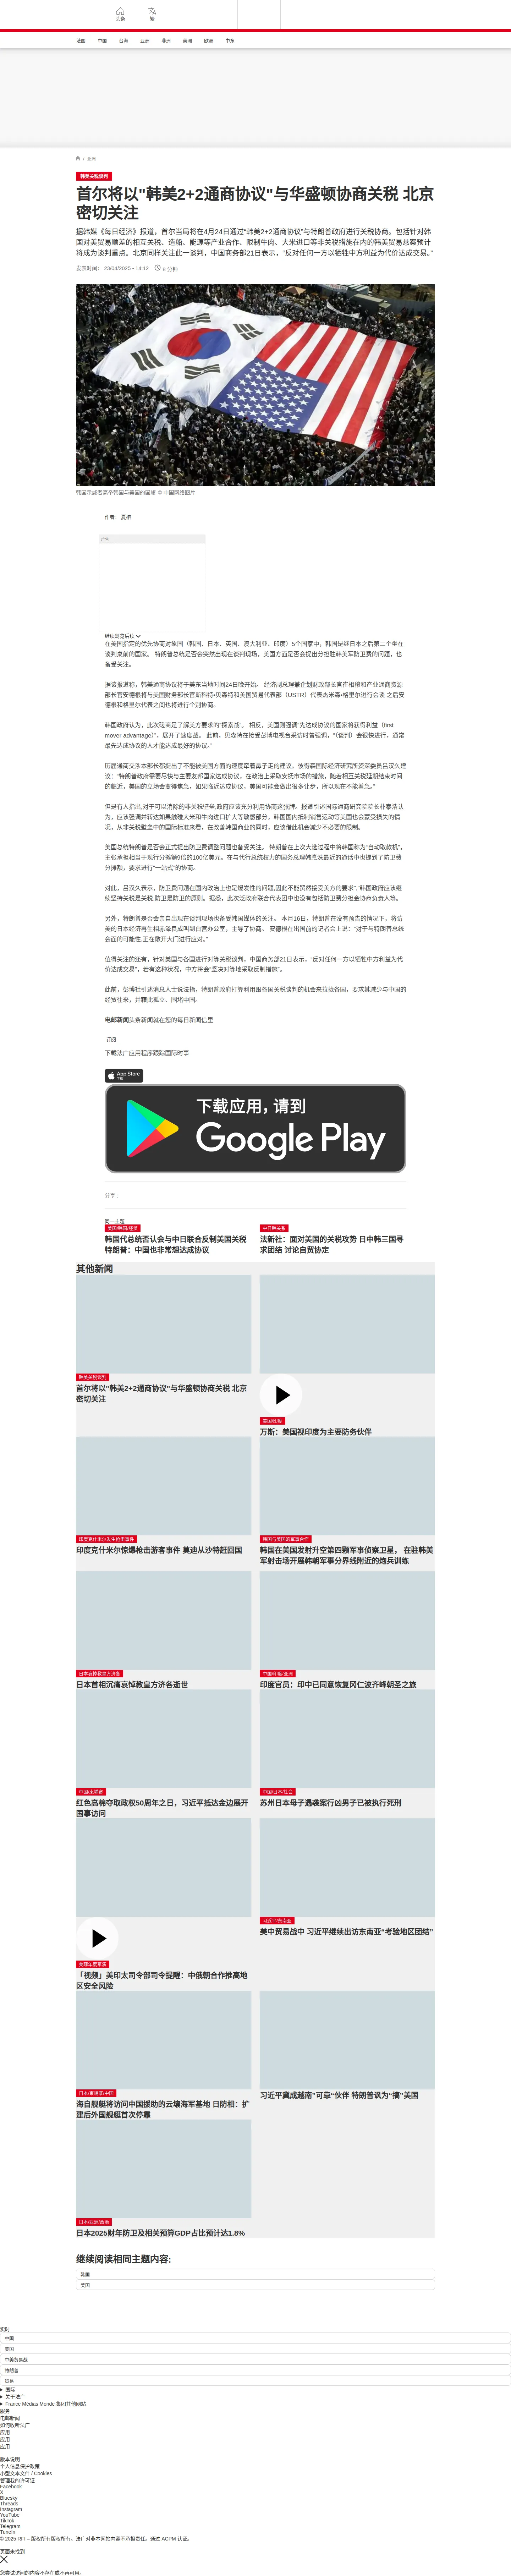 头条
繁
法国
中国
台海
亚洲
非洲
美洲
欧洲
中东
/ 亚洲
韩美关税谈判
首尔将以"韩美2+2通商协议"与华盛顿协商关税 北京
密切关注
据韩媒《每日经济》报道，首尔当局将在4月24日通过“韩美2+2通商协议”与特朗普政府进行关税协商。包括针对韩
国对美贸易顺差的相互关税、造船、能源等产业合作、限制牛肉、大米进口等非关税措施在内的韩美贸易悬案预计
将成为谈判重点。北京同样关注此一谈判，中国商务部21日表示，“反对任何一方以牺牲中方利益为代价达成交易。”
发表时间： 23/04/2025 - 14:12
6 分钟
韩国示威者高举韩国与美国的国旗 © 中国网络图片
作者： 夏榕
广告
继续浏览后续
在美国指定的优先协商对象国（韩国、日本、英国、澳大利亚、印度）5个国家中，韩国是继日本之后第二个坐在
谈判桌前的国家。 特朗普总统是否会突然出现在谈判现场，美国方面是否会提出分担驻韩美军防卫费的问题，也
备受关注。
据该报道称，韩美通商协议将于美东当地时间24日晚开始。 经济副总理兼企划财政部长官崔相穆和产业通商资源
部长官安德根将与美国财务部长官斯科特•贝森特和美国贸易代表部（USTR）代表杰米森•格里尔进行会谈 之后安
德根和格里尔代表之间也将进行个别协商。
韩国政府认为，此次磋商是了解美方要求的“探索战”。 相反，美国则强调“先达成协议的国家将获得利益（first
mover advantage）”，展开了速度战。 此前，贝森特在接受彭博电视台采访时曾强调，“（谈判）会很快进行，通常
最先达成协议的人才能达成最好的协议。”
历届通商交涉本部长都提出了不能被美国方面的速度牵着鼻子走的建议。彼得森国际经济研究所资深委员吕汉久建
议：“特朗普政府需要尽快与主要友邦国家达成协议，在政治上采取安抚市场的措施，随着相互关税延期结束时间
的临近，美国的立场会变得焦急，如果临近达成协议，美国可能会做出很多让步，所以现在不能着急。”
但是有人指出,对于可以消除的非关税壁垒,政府应该充分利用协商这张牌。报道引述国际通商研究院院长朴泰浩认
为，应该强调并转达如果触碰大米和牛肉进口扩大等敏感部分，韩国国内抵制销售运动等美国也会蒙受损失的情
况，从非关税壁垒中的国际标准来看，在改善韩国商业的同时，应该借此机会减少不必要的限制。
美国总统特朗普是否会正式提出防卫费调整问题也备受关注。 特朗普在上次大选过程中将韩国称为“自动取款机”，
主张承担相当于现行分摊额9倍的100亿美元。在与代行总统权力的国务总理韩悳洙最近的通话中也提到了防卫费
分摊额，要求进行“一站式”的协商。
对此，吕汉久表示，防卫费问题在国内政治上也是爆发性的问题,因此不能贸然接受美方的要求”,“韩国政府应该继
续坚持关税是关税,防卫是防卫的原则。据悉，此次泛政府联合代表团中也没有包括防卫费分担金协商负责人等。
另外，特朗普是否会亲自出现在谈判现场也备受韩国媒体的关注。 本月16日，特朗普在没有预告的情况下，将访
美的日本经济再生相赤泽良成叫到白宫办公室，主导了协商。 安德根在出国前的记者会上说：“对于与特朗普总统
会面的可能性,正在敞开大门进行应对。”
值得关注的还有，针对美国与各国进行对等关税谈判，中国商务部21日表示，“反对任何一方以牺牲中方利益为代
价达成交易”，若有这种状况，中方将会“坚决对等地采取反制措施”。
此前，彭博社引述消息人士说法指，特朗普政府打算利用跟各国关税谈判的机会来拉拢各国，要求其减少与中国的
经贸往来，并藉此孤立、围堵中国。
电邮新闻头条新闻就在您的每日新闻信里
订阅
下载法广应用程序跟踪国际时事
App Store
下载
下载应用，请到
Google Play
分享 :
同一主题
美国/韩国/经贸
韩国代总统否认会与中日联合反制美国关税
特朗普：中国也非常想达成协议
中日韩关系
法新社：面对美国的关税攻势 日中韩三国寻
求团结 讨论自贸协定
其他新闻
韩美关税谈判
首尔将以"韩美2+2通商协议"与华盛顿协商关税 北京
密切关注
美国/印度
万斯：美国视印度为主要防务伙伴
印度克什米尔发生枪击事件
印度克什米尔惊爆枪击游客事件 莫迪从沙特赶回国
韩国与美国的军事合作
韩国在美国发射升空第四颗军事侦察卫星， 在驻韩美
军射击场开展韩朝军事分界线附近的炮兵训练
日本哀悼教皇方济各
日本首相沉痛哀悼教皇方济各逝世
中国/印度/亚洲
印度官员：印中已同意恢复冈仁波齐峰朝圣之旅
中国/柬埔寨
红色高棉夺取政权50周年之日，习近平抵达金边展开
国事访问
中国/日本/社会
苏州日本母子遇袭案行凶男子已被执行死刑
美菲年度军演
「视频」美印太司令部司令提醒：中俄朝合作推高地
区安全风险
习近平/东南亚
美中贸易战中 习近平继续出访东南亚“考验地区团结”
日本/柬埔寨/中国
海自舰艇将访问中国援助的云壤海军基地 日防相：扩
建后外国舰艇首次停靠
习近平冀成越南"可靠"伙伴 特朗普讽为"搞"美国
日本/亚洲/政治
日本2025财年防卫及相关预算GDP占比预计达1.8%
继续阅读相同主题内容:
韩国
美国
实时
中国
美国
中美贸易战
特朗普
贸易
国际
关于法广
France Médias Monde 集团其他网站
服务
电邮新闻
如何收听法广
应用
应用
应用
版本说明
个人信息保护政策
小型文本文件 / Cookies
管理我的许可证
Facebook
X
Bluesky
Threads
Instagram
YouTube
TikTok
Telegram
TuneIn
© 2025 RFI – 版权所有版权所有。法广对非本网站内容不承担责任。通过 ACPM 认证。
页面未找到
您尝试访问的内容不存在或不再可用。